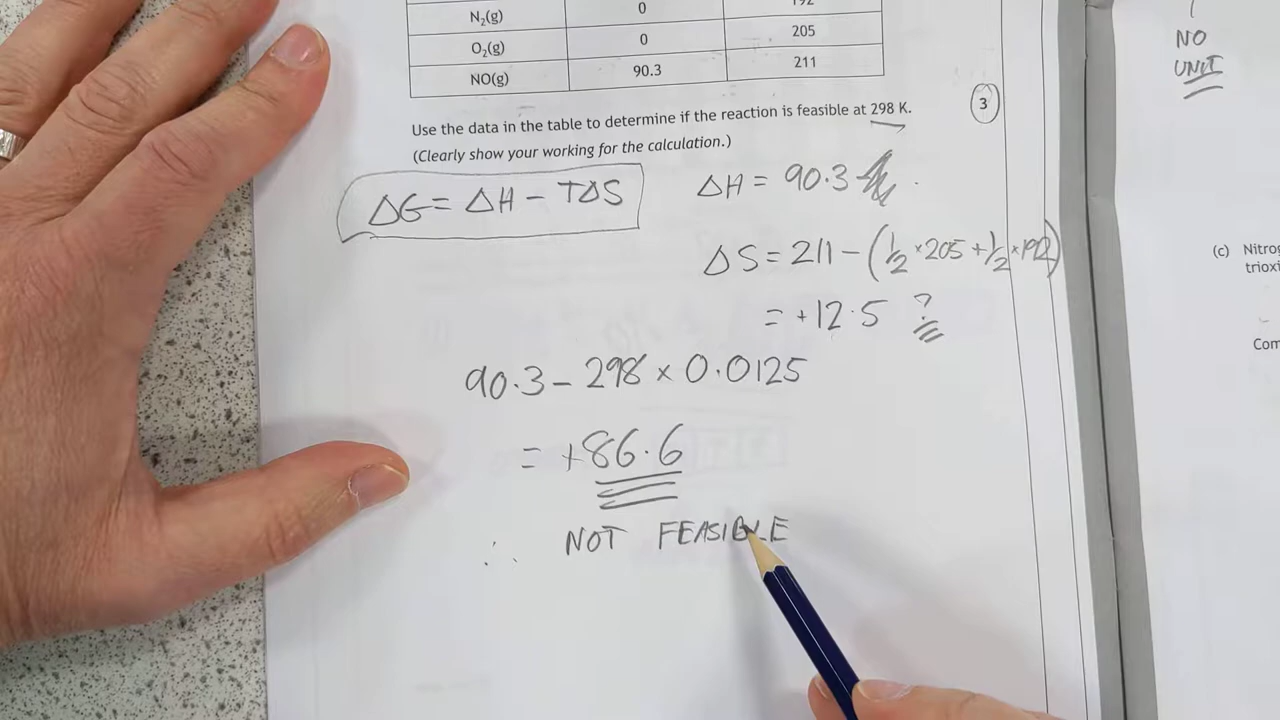 N₂(g) 0 192
O₂(g) 0 205
NO(g) 90.3 211
Use the data in the table to determine if the reaction is feasible at 298 K.
3
(Clearly show your working for the calculation.)
ΔG = ΔH - TΔS
ΔH = 90.3
ΔS = 211 - (1/2 × 205 + 1/2 × 192)
= +12.5 ?
90.3 - 298 × 0.0125
= +86.6
∴ NOT FEASIBLE
NO
UNIT
(c) Nitro
triox
Com